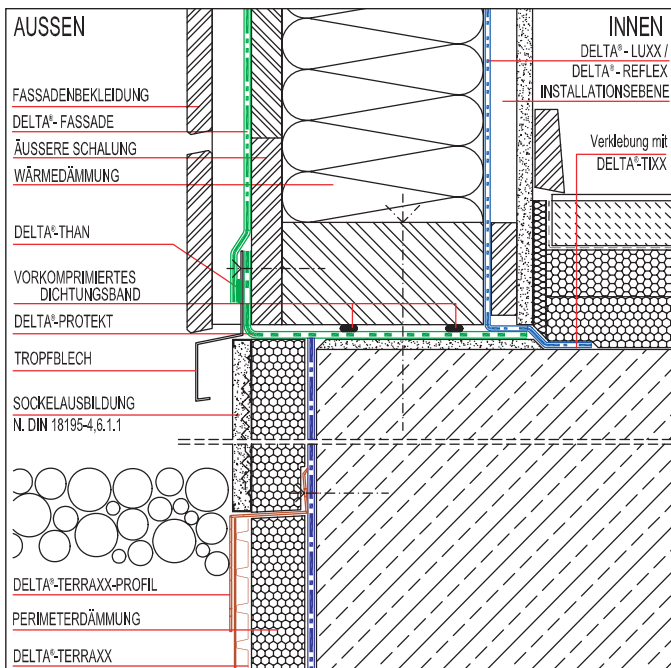 AUSSEN
INNEN
DELTA®- LUXX /
DELTA®- REFLEX
INSTALLATIONSEBENE
FASSADENBEKLEIDUNG
DELTA®- FASSADE
ÄUSSERE SCHALUNG
WÄRMEDÄMMUNG
Verklebung mit
DELTA®-TIXX
DELTA®-THAN
VORKOMPRIMIERTES
DICHTUNGSBAND
DELTA®-PROTEKT
TROPFBLECH
SOCKELAUSBILDUNG
N. DIN 18195-4,6.1.1
DELTA®-TERRAXX-PROFIL
PERIMETERDÄMMUNG
DELTA®-TERRAXX